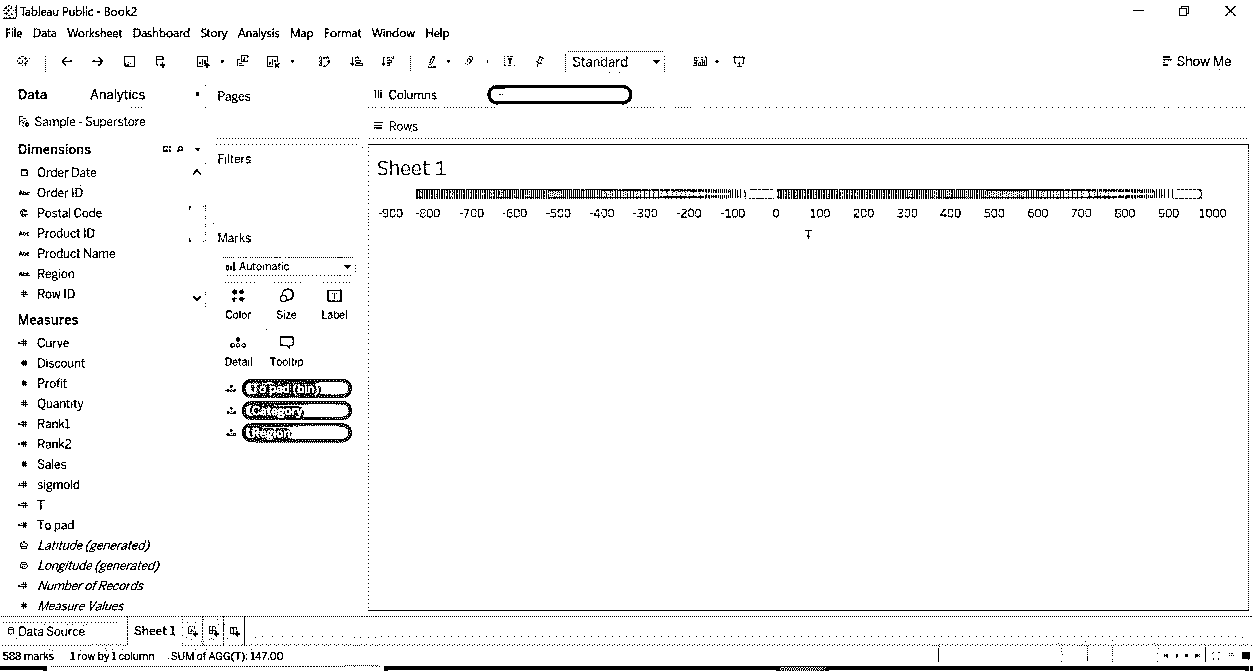 Tableau Public - Book2
File Data Worksheet Dashboard Story Analysis Map Format Window Help
Standard
Show Me
Data Analytics
Pages
Columns
Sample - Superstore
Rows
Dimensions
Filters
Sheet 1
Order Date
Abc Order ID
Postal Code
Abc Product ID
Abc Product Name
Abc Region
# Row ID
-900 -800 -700 -600 -500 -400 -300 -200 -100 0 100 200 300 400 500 600 700 800 900 1000
T
Marks
Automatic
Color Size Label
Detail Tooltip
To pad (bin)
Category
Region
Measures
Curve
Discount
Profit
Quantity
Rank1
Rank2
Sales
sigmoid
T
To pad
Latitude (generated)
Longitude (generated)
Number of Records
Measure Values
Data Source
Sheet 1
588 marks 1 row by 1 column SUM of AGG(T): 147.00